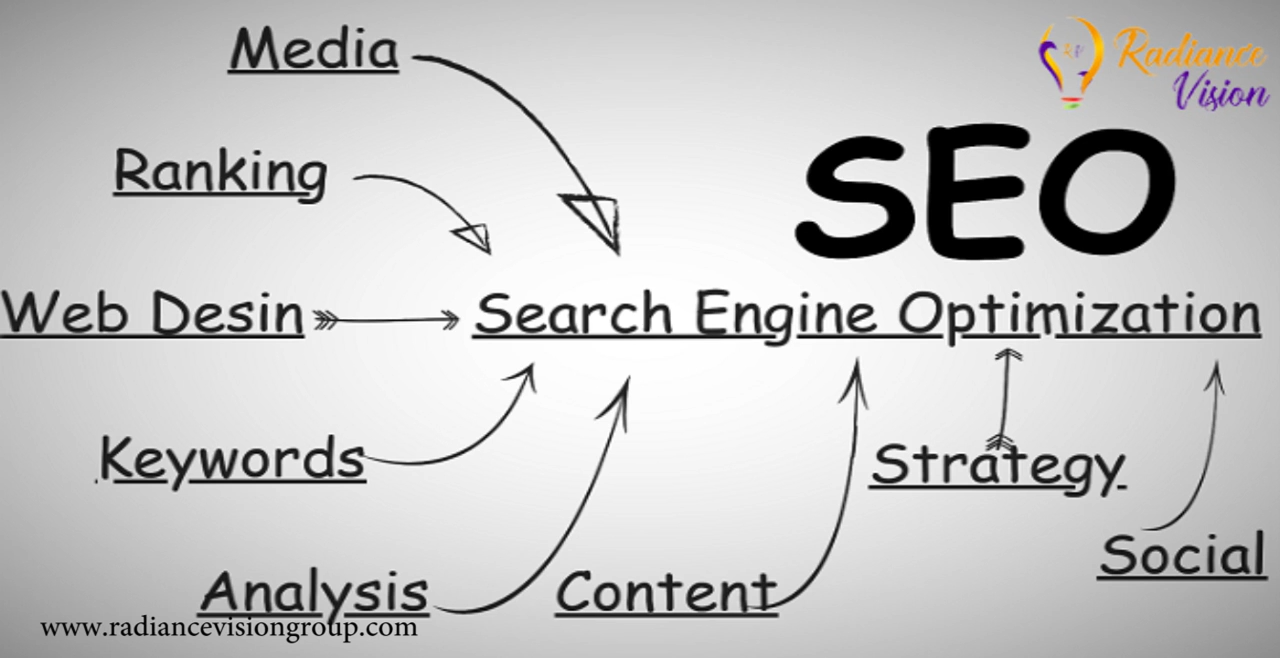 Media
Radiance
Vision
SEO
Ranking
Web Desin
Search Engine Optimization
Keywords
Strategy
Social
Analysis
Content
www.radiancevisiongroup.com